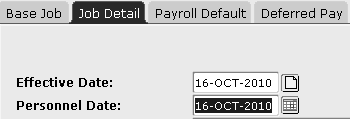 Base Job Job Detail Payroll Default Deferred Pay
Effective Date: 16-OCT-2010
Personnel Date: 16-OCT-2010